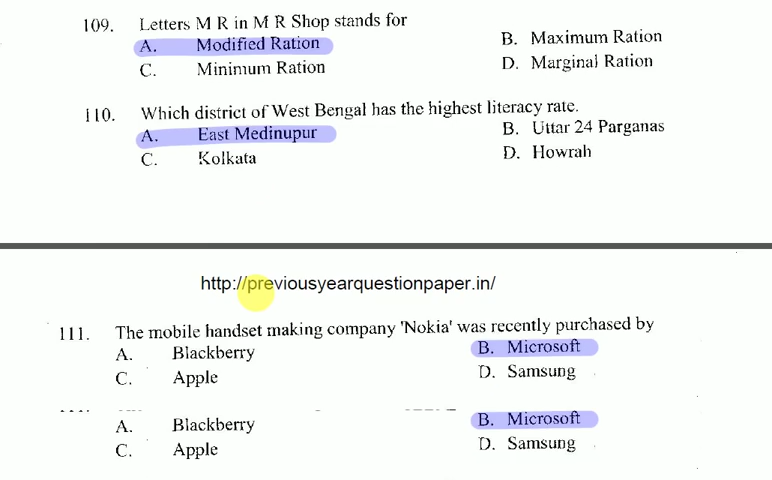 109. Letters M R in M R Shop stands for
A. Modified Ration B. Maximum Ration
C. Minimum Ration D. Marginal Ration
110. Which district of West Bengal has the highest literacy rate.
A. East Medinupur B. Uttar 24 Parganas
C. Kolkata D. Howrah
http://previousyearquestionpaper.in/
111. The mobile handset making company 'Nokia' was recently purchased by
A. Blackberry B. Microsoft
C. Apple D. Samsung
A. Blackberry B. Microsoft
C. Apple D. Samsung